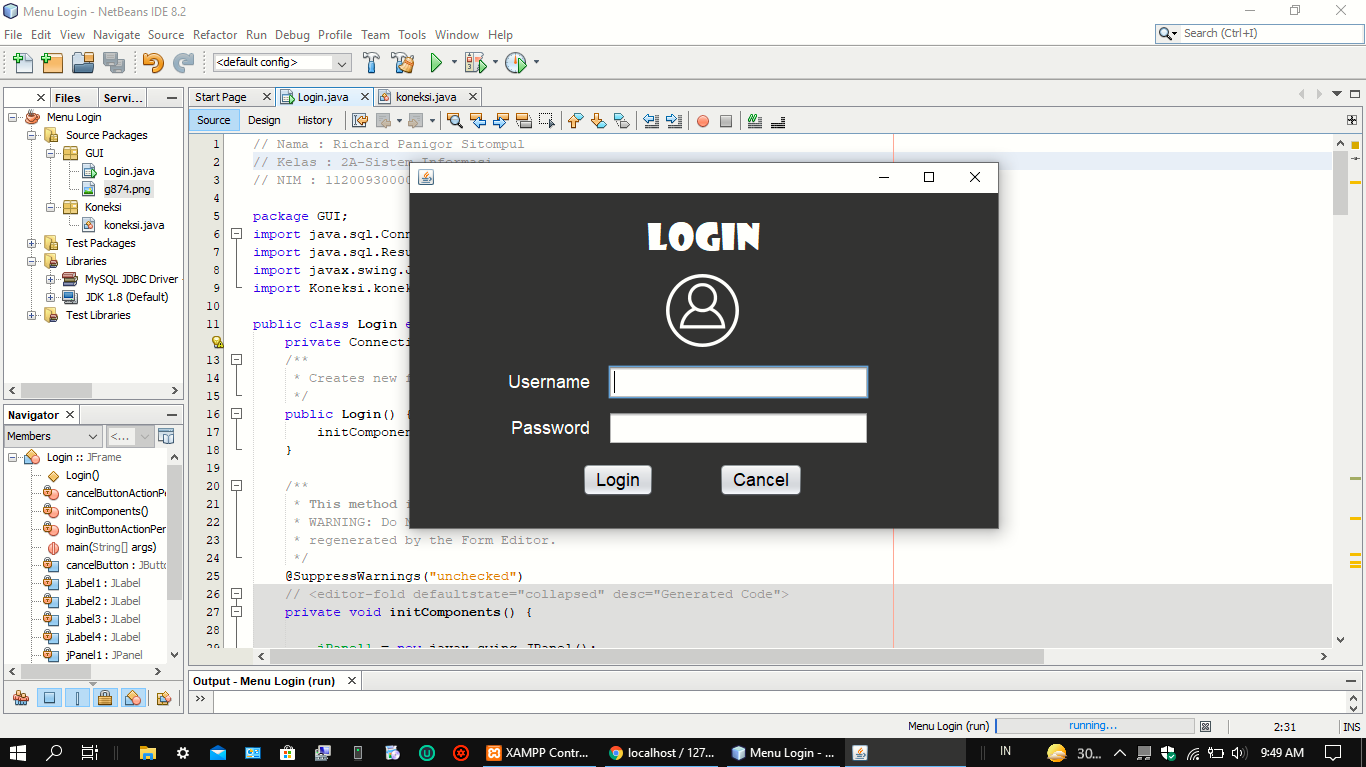 Menu Login - NetBeans IDE 8.2
File Edit View Navigate Source Refactor Run Debug Profile Team Tools Window Help
Search (Ctrl+I)
<default config>
Files Servi...
Start Page Login.java koneksi.java
Source Design History
Menu Login
Source Packages
GUI
Login.java
g874.png
Koneksi
koneksi.java
Test Packages
Libraries
MySQL JDBC Driver
JDK 1.8 (Default)
Test Libraries
Navigator
Members <...
Login :: JFrame
Login()
cancelButtonActionPe
initComponents()
loginButtonActionPer
main(String[] args)
cancelButton : JButto
jLabel1 : JLabel
jLabel2 : JLabel
jLabel3 : JLabel
jLabel4 : JLabel
jPanel1 : JPanel
1 // Nama : Richard Panigor Sitompul
2 // Kelas : 2A-Sistem Informasi
3 // NIM : 11200930000
4
5 package GUI;
6 import java.sql.Conn
7 import java.sql.Resu
8 import javax.swing.J
9 import Koneksi.konek
10
11 public class Login e
private Connecti
13 /**
14 * Creates new f
15 */
16 public Login() {
17 initComponen
18 }
19
20 /**
21 * This method i
22 * WARNING: Do N
23 * regenerated by the Form Editor.
24 */
25 @SuppressWarnings("unchecked")
26 // <editor-fold defaultstate="collapsed" desc="Generated Code">
27 private void initComponents() {
28
29 jPanel1 = new javax.swing.JPanel();
LOGIN
Username
Password
Login Cancel
Output - Menu Login (run)
>>
Menu Login (run) running... 2:31 INS
XAMPP Contr... localhost / 127... Menu Login - ... IN 30... 9:49 AM